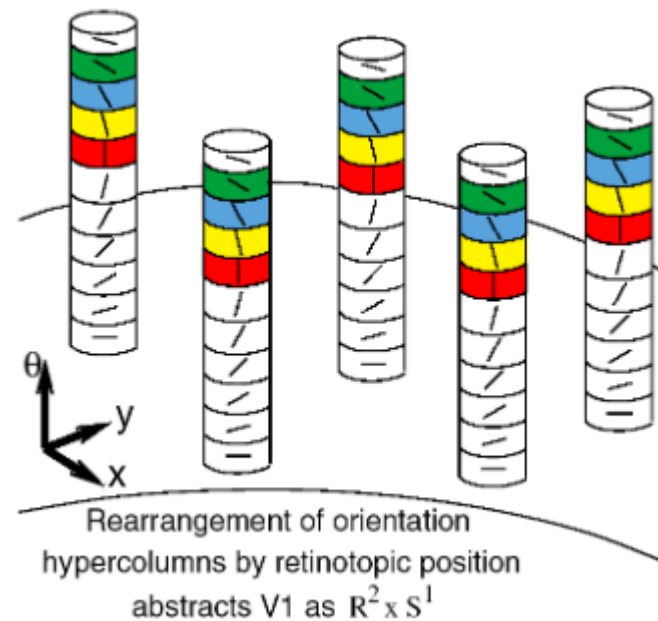 θ
y
x
Rearrangement of orientation
hypercolumns by retinotopic position
abstracts V1 as R² x S¹